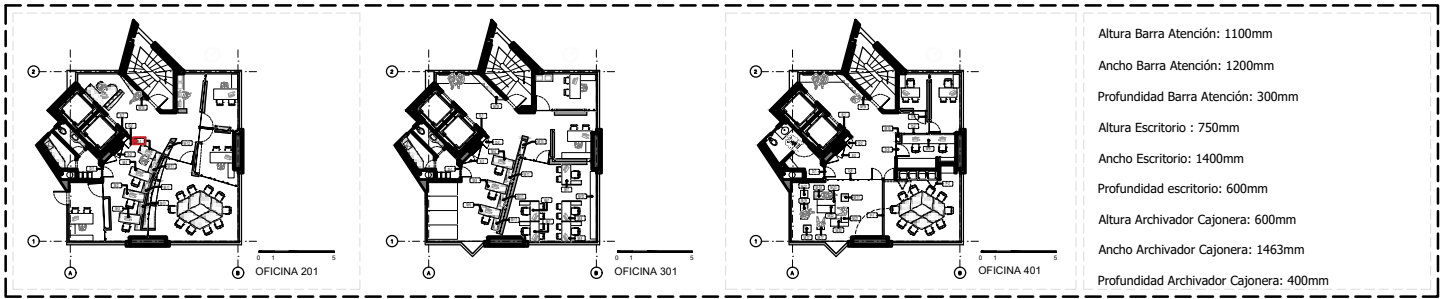 2
1
A
B
0 1 5
OFICINA 201
2
1
A
B
0 1 5
OFICINA 301
2
1
A
B
0 1 5
OFICINA 401
Altura Barra Atención: 1100mm
Ancho Barra Atención: 1200mm
Profundidad Barra Atención: 300mm
Altura Escritorio : 750mm
Ancho Escritorio: 1400mm
Profundidad escritorio: 600mm
Altura Archivador Cajonera: 600mm
Ancho Archivador Cajonera: 1463mm
Profundidad Archivador Cajonera: 400mm